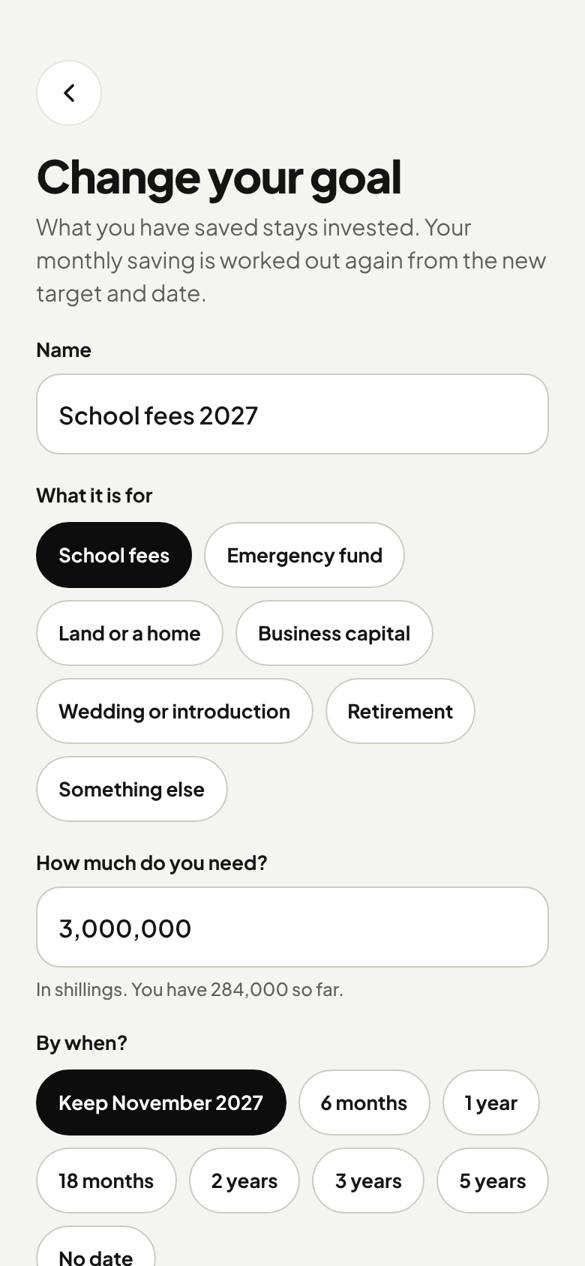 Change your goal
What you have saved stays invested. Your
monthly saving is worked out again from the new
target and date.
Name
School fees 2027
What it is for
School fees
Emergency fund
Land or a home
Business capital
Wedding or introduction
Retirement
Something else
How much do you need?
3,000,000
In shillings. You have 284,000 so far.
By when?
Keep November 2027
6 months
1 year
18 months
2 years
3 years
5 years
No date